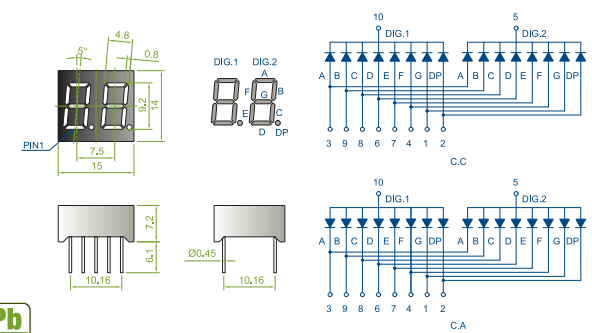 4.8
5°
0.8
9.2
14
PIN1
7.5
15
DIG.1 DIG.2
A
F G B
E C
D DP
10 5
DIG.1 DIG.2
A B C D E F G DP A B C D E F G DP
3 9 8 6 7 4 1 2
C.C
7.2
6.1
10.16
Ø0.45
10.16
10 5
DIG.1 DIG.2
A B C D E F G DP A B C D E F G DP
3 9 8 6 7 4 1 2
C.A
Pb